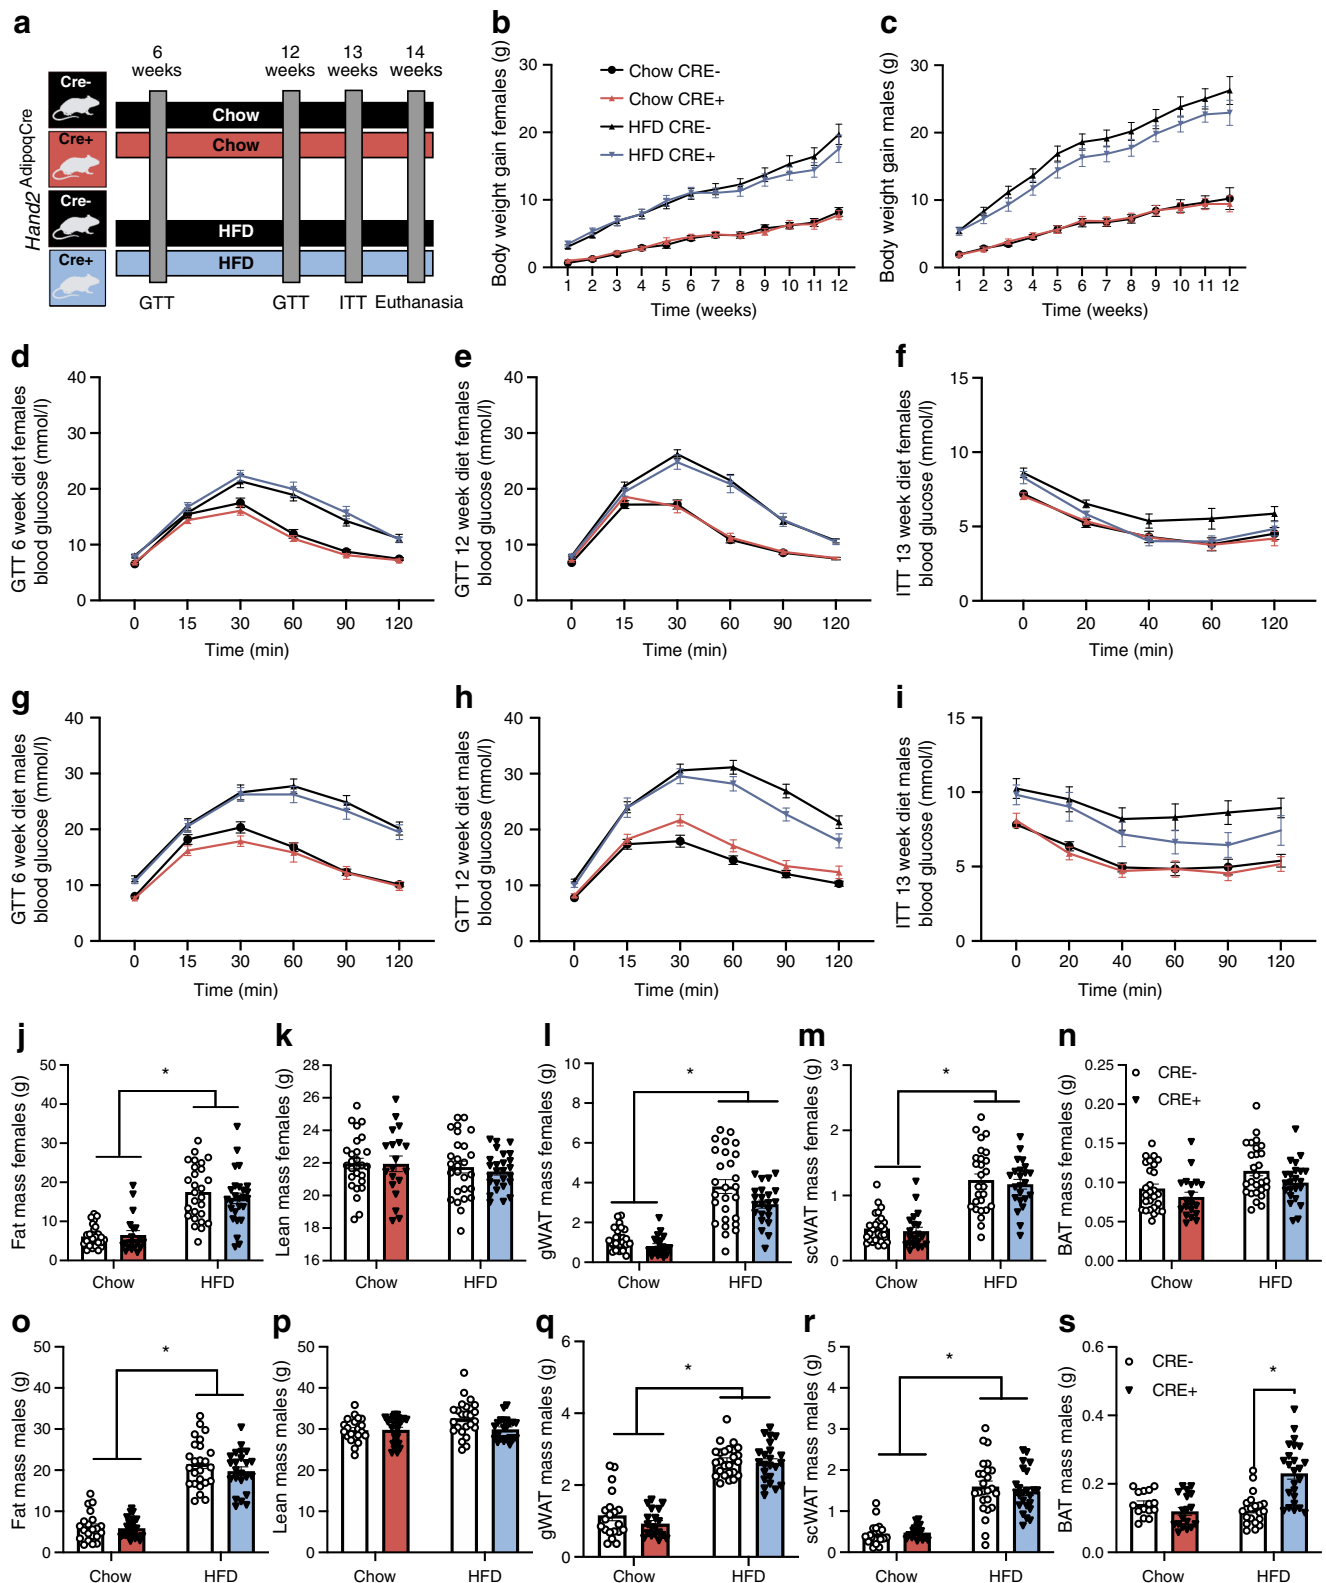 a
6 weeks
12 weeks
13 weeks
14 weeks
Hand2 AdipoqCre
Cre-
Chow
Cre+
Chow
Cre-
HFD
Cre+
HFD
GTT
GTT
ITT
Euthanasia
b
Body weight gain females (g)
30
20
10
0
Chow CRE-
Chow CRE+
HFD CRE-
HFD CRE+
1 2 3 4 5 6 7 8 9 10 11 12
Time (weeks)
c
Body weight gain males (g)
30
20
10
0
1 2 3 4 5 6 7 8 9 10 11 12
Time (weeks)
d
GTT 6 week diet females
blood glucose (mmol/l)
40
30
20
10
0
0 15 30 60 90 120
Time (min)
e
GTT 12 week diet females
blood glucose (mmol/l)
40
30
20
10
0
0 15 30 60 90 120
Time (min)
f
ITT 13 week diet females
blood glucose (mmol/l)
15
10
5
0
0 20 40 60 120
Time (min)
g
GTT 6 week diet males
blood glucose (mmol/l)
40
30
20
10
0
0 15 30 60 90 120
Time (min)
h
GTT 12 week diet males
blood glucose (mmol/l)
40
30
20
10
0
0 15 30 60 90 120
Time (min)
i
ITT 13 week diet males
blood glucose (mmol/l)
15
10
5
0
0 20 40 60 90 120
Time (min)
j
Fat mass females (g)
50
40
30
20
10
0
*
Chow HFD
k
Lean mass females (g)
28
26
24
22
20
18
16
Chow HFD
l
gWAT mass females (g)
10
8
6
4
2
0
*
Chow HFD
m
scWAT mass females (g)
3
2
1
0
*
Chow HFD
n
BAT mass females (g)
0.25
0.20
0.15
0.10
0.05
0.00
CRE-
CRE+
Chow HFD
o
Fat mass males (g)
50
40
30
20
10
0
*
Chow HFD
p
Lean mass males (g)
50
40
30
20
10
0
Chow HFD
q
gWAT mass males (g)
6
4
2
0
*
Chow HFD
r
scWAT mass males (g)
5
4
3
2
1
0
*
Chow HFD
s
BAT mass males (g)
0.6
0.4
0.2
0.0
CRE-
CRE+
*
Chow HFD